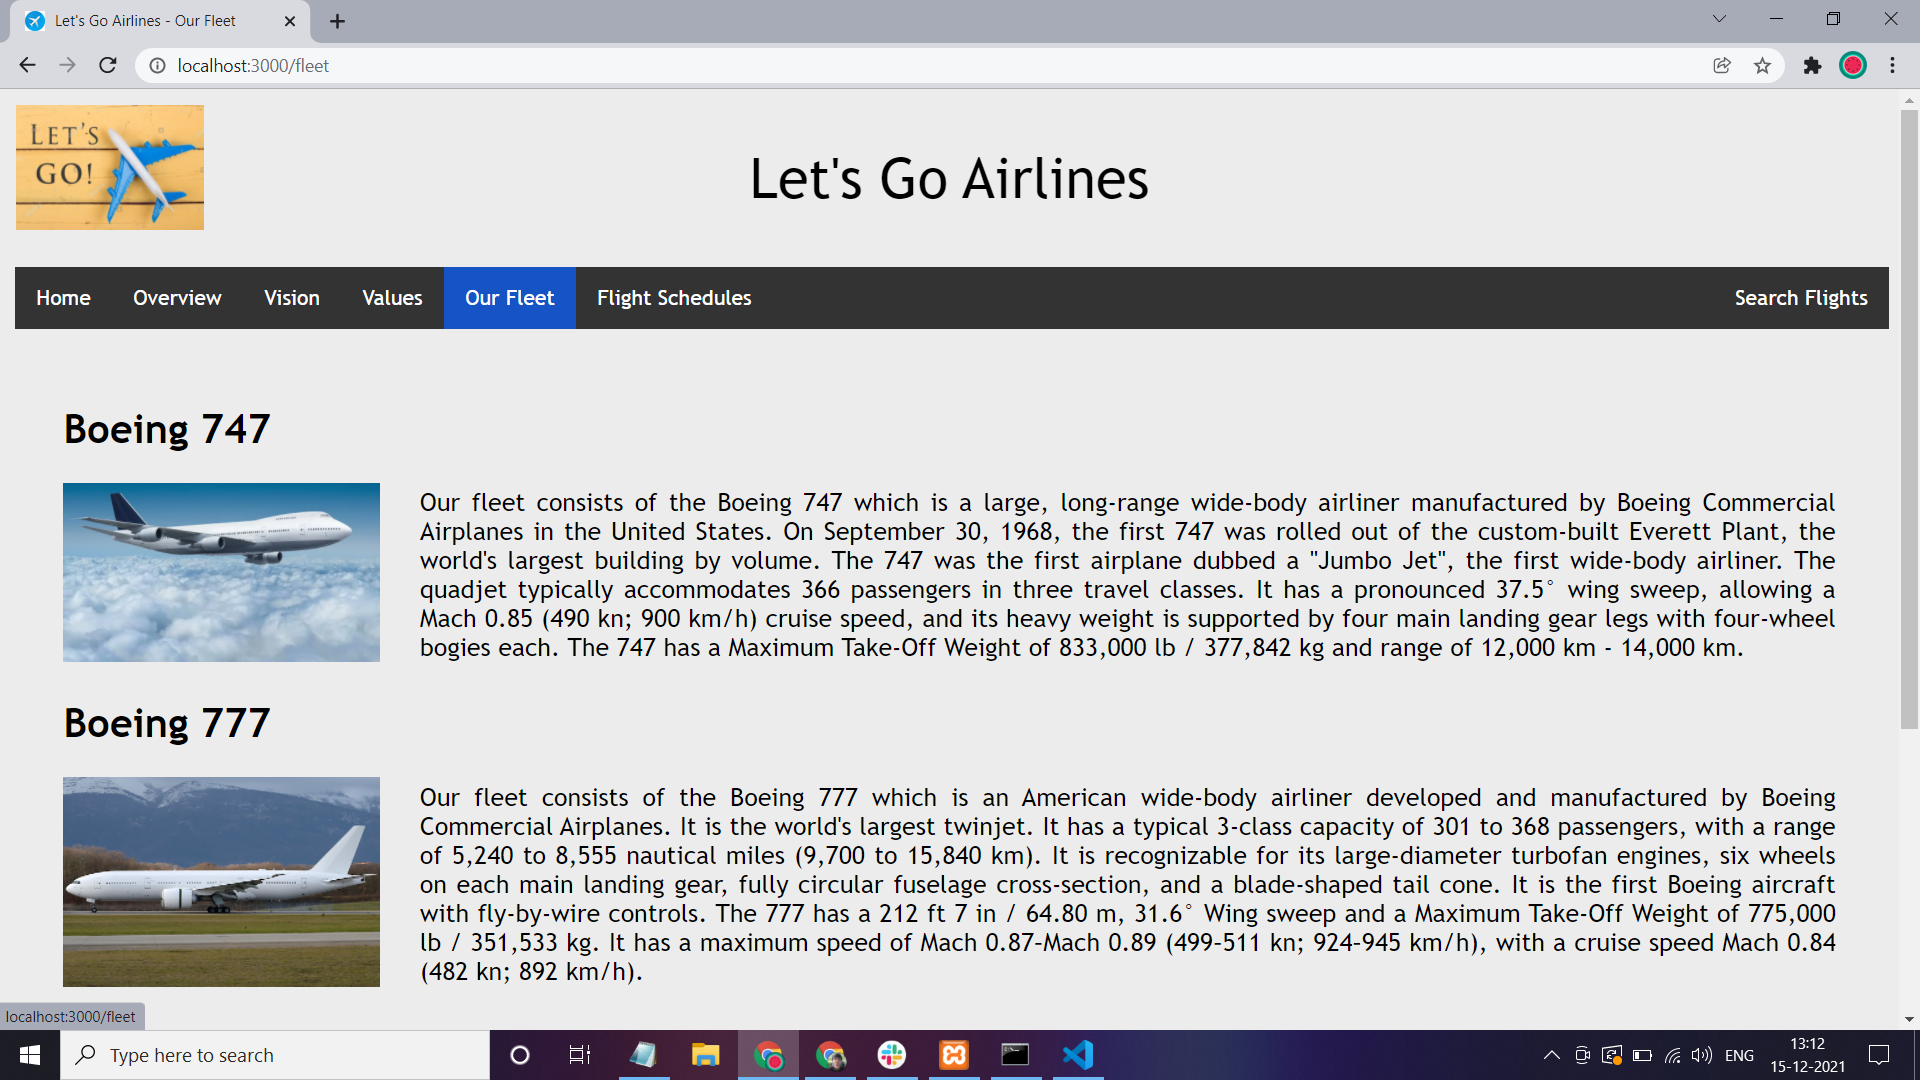 Let's Go Airlines - Our Fleet
localhost:3000/fleet
LET'S
GO!
Let's Go Airlines
Home Overview Vision Values Our Fleet Flight Schedules Search Flights
Boeing 747
Our fleet consists of the Boeing 747 which is a large, long-range wide-body airliner manufactured by Boeing Commercial
Airplanes in the United States. On September 30, 1968, the first 747 was rolled out of the custom-built Everett Plant, the
world's largest building by volume. The 747 was the first airplane dubbed a "Jumbo Jet", the first wide-body airliner. The
quadjet typically accommodates 366 passengers in three travel classes. It has a pronounced 37.5° wing sweep, allowing a
Mach 0.85 (490 kn; 900 km/h) cruise speed, and its heavy weight is supported by four main landing gear legs with four-wheel
bogies each. The 747 has a Maximum Take-Off Weight of 833,000 lb / 377,842 kg and range of 12,000 km - 14,000 km.
Boeing 777
Our fleet consists of the Boeing 777 which is an American wide-body airliner developed and manufactured by Boeing
Commercial Airplanes. It is the world's largest twinjet. It has a typical 3-class capacity of 301 to 368 passengers, with a range
of 5,240 to 8,555 nautical miles (9,700 to 15,840 km). It is recognizable for its large-diameter turbofan engines, six wheels
on each main landing gear, fully circular fuselage cross-section, and a blade-shaped tail cone. It is the first Boeing aircraft
with fly-by-wire controls. The 777 has a 212 ft 7 in / 64.80 m, 31.6° Wing sweep and a Maximum Take-Off Weight of 775,000
lb / 351,533 kg. It has a maximum speed of Mach 0.87-Mach 0.89 (499-511 kn; 924-945 km/h), with a cruise speed Mach 0.84
(482 kn; 892 km/h).
localhost:3000/fleet
Type here to search
ENG
13:12
15-12-2021